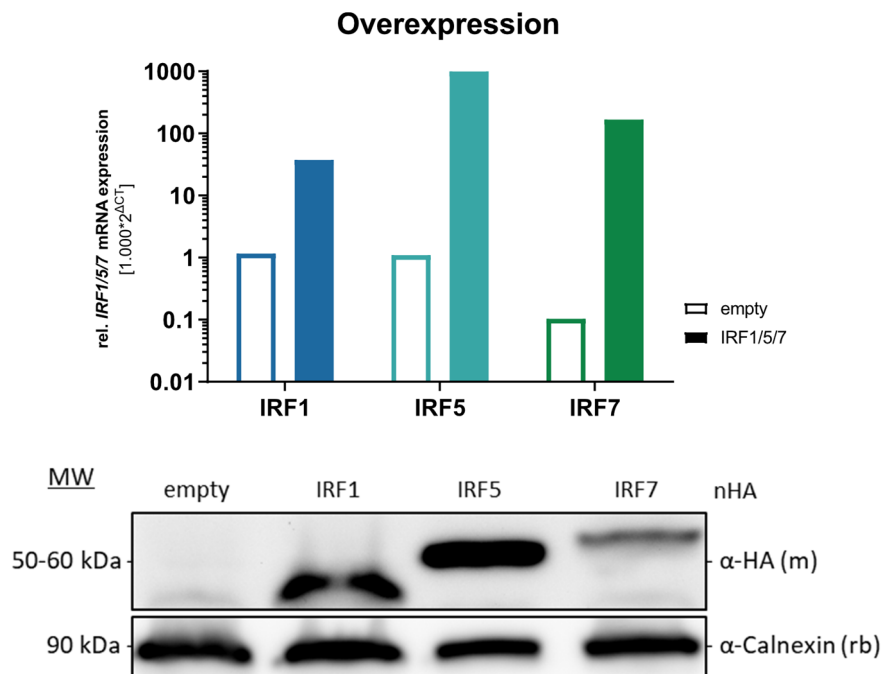 Overexpression
rel. IRF1/5/7 mRNA expression
[1.000*2^ΔCT]
1000
100
10
1
0.1
0.01
IRF1 IRF5 IRF7
empty
IRF1/5/7
MW empty IRF1 IRF5 IRF7 nHA
50-60 kDa α-HA (m)
90 kDa α-Calnexin (rb)